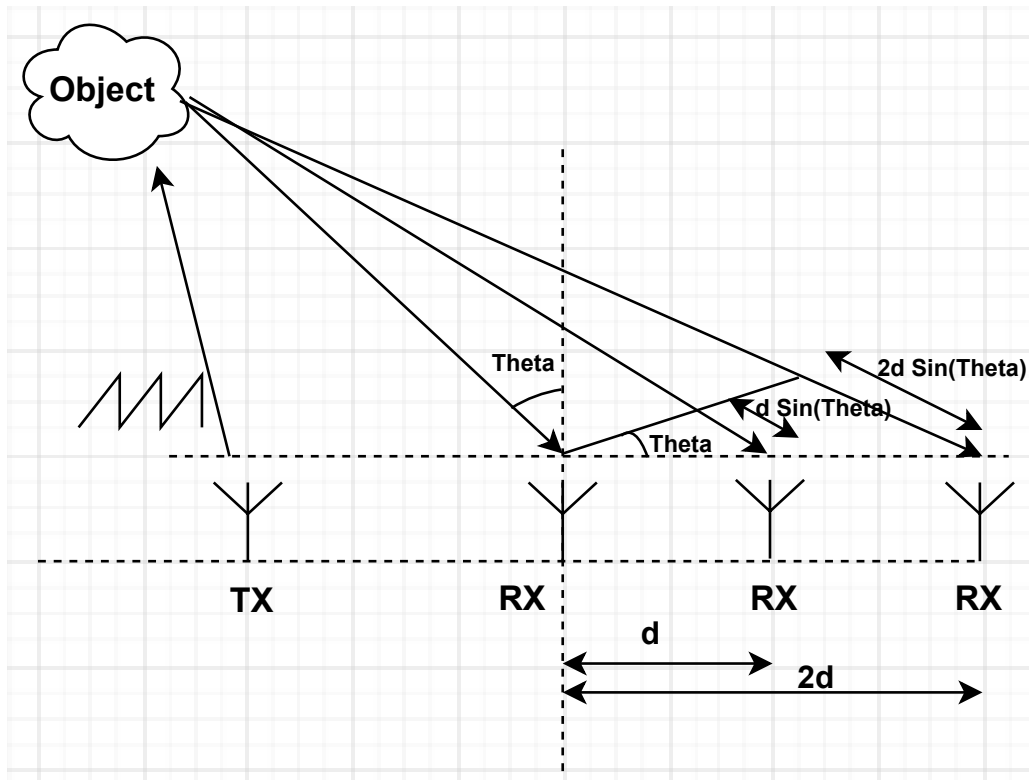 Object
Theta
2d Sin(Theta)
d Sin(Theta)
Theta
TX
RX
RX
RX
d
2d